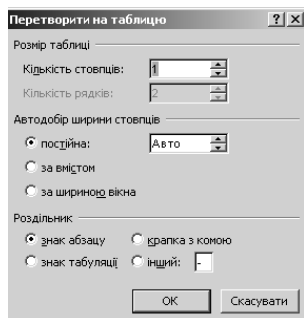 Перетворити на таблицю
Розмір таблиці
Кількість стовпців: 1
Кількість рядків: 2
Автодобір ширини стовпців
постійна: Авто
за вмістом
за шириною вікна
Роздільник
знак абзацу крапка з комою
знак табуляції інший: -
ОК Скасувати